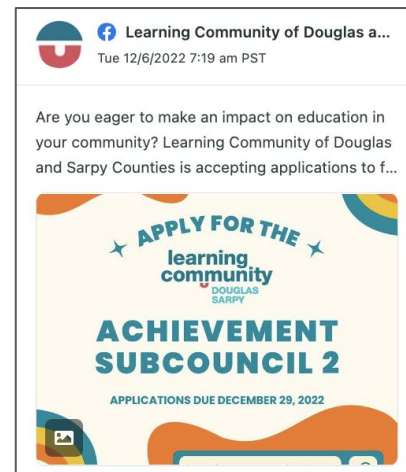 Learning Community of Douglas a...
Tue 12/6/2022 7:19 am PST
Are you eager to make an impact on education in
your community? Learning Community of Douglas
and Sarpy Counties is accepting applications to f...
APPLY FOR THE
learning
community
DOUGLAS
SARPY
ACHIEVEMENT
SUBCOUNCIL 2
APPLICATIONS DUE DECEMBER 29, 2022